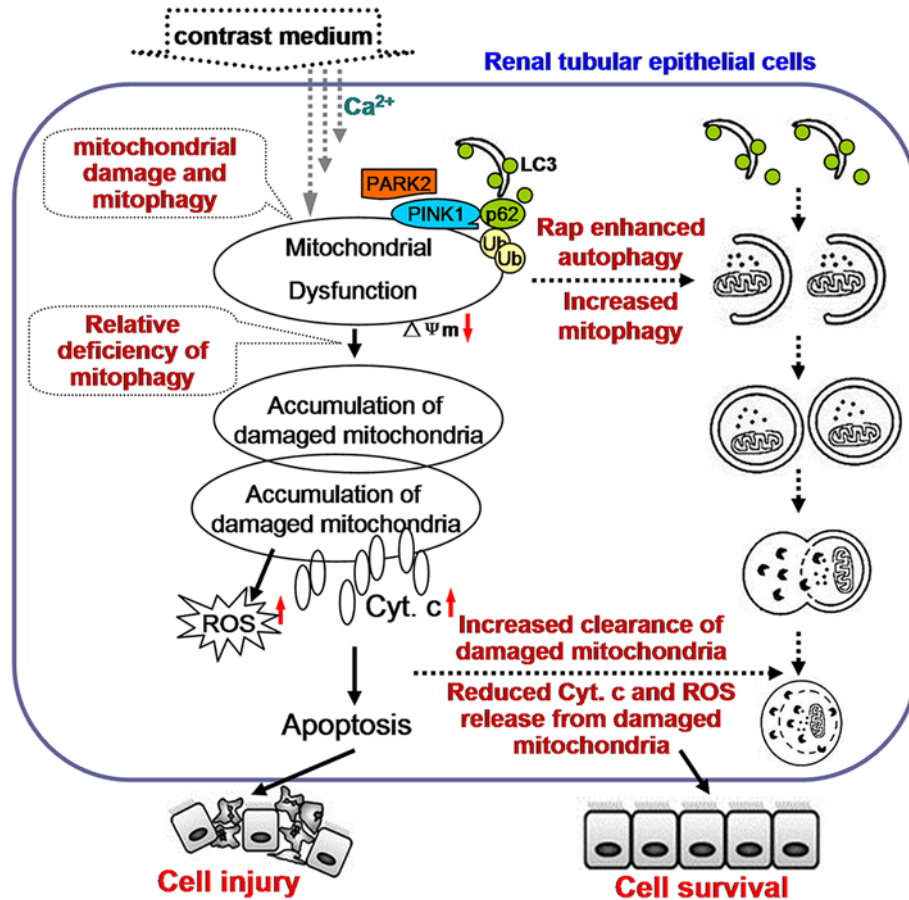 contrast medium
Renal tubular epithelial cells
Ca2+
mitochondrial
damage and
mitophagy
LC3
PARK2
PINK1
p62
Ub
Ub
Mitochondrial
Dysfunction
Rap enhanced
autophagy
Increased
mitophagy
△Ψm
Relative
deficiency of
mitophagy
Accumulation of
damaged mitochondria
Accumulation of
damaged mitochondria
ROS
Cyt. c
Increased clearance of
damaged mitochondria
Reduced Cyt. c and ROS
release from damaged
mitochondria
Apoptosis
Cell injury
Cell survival